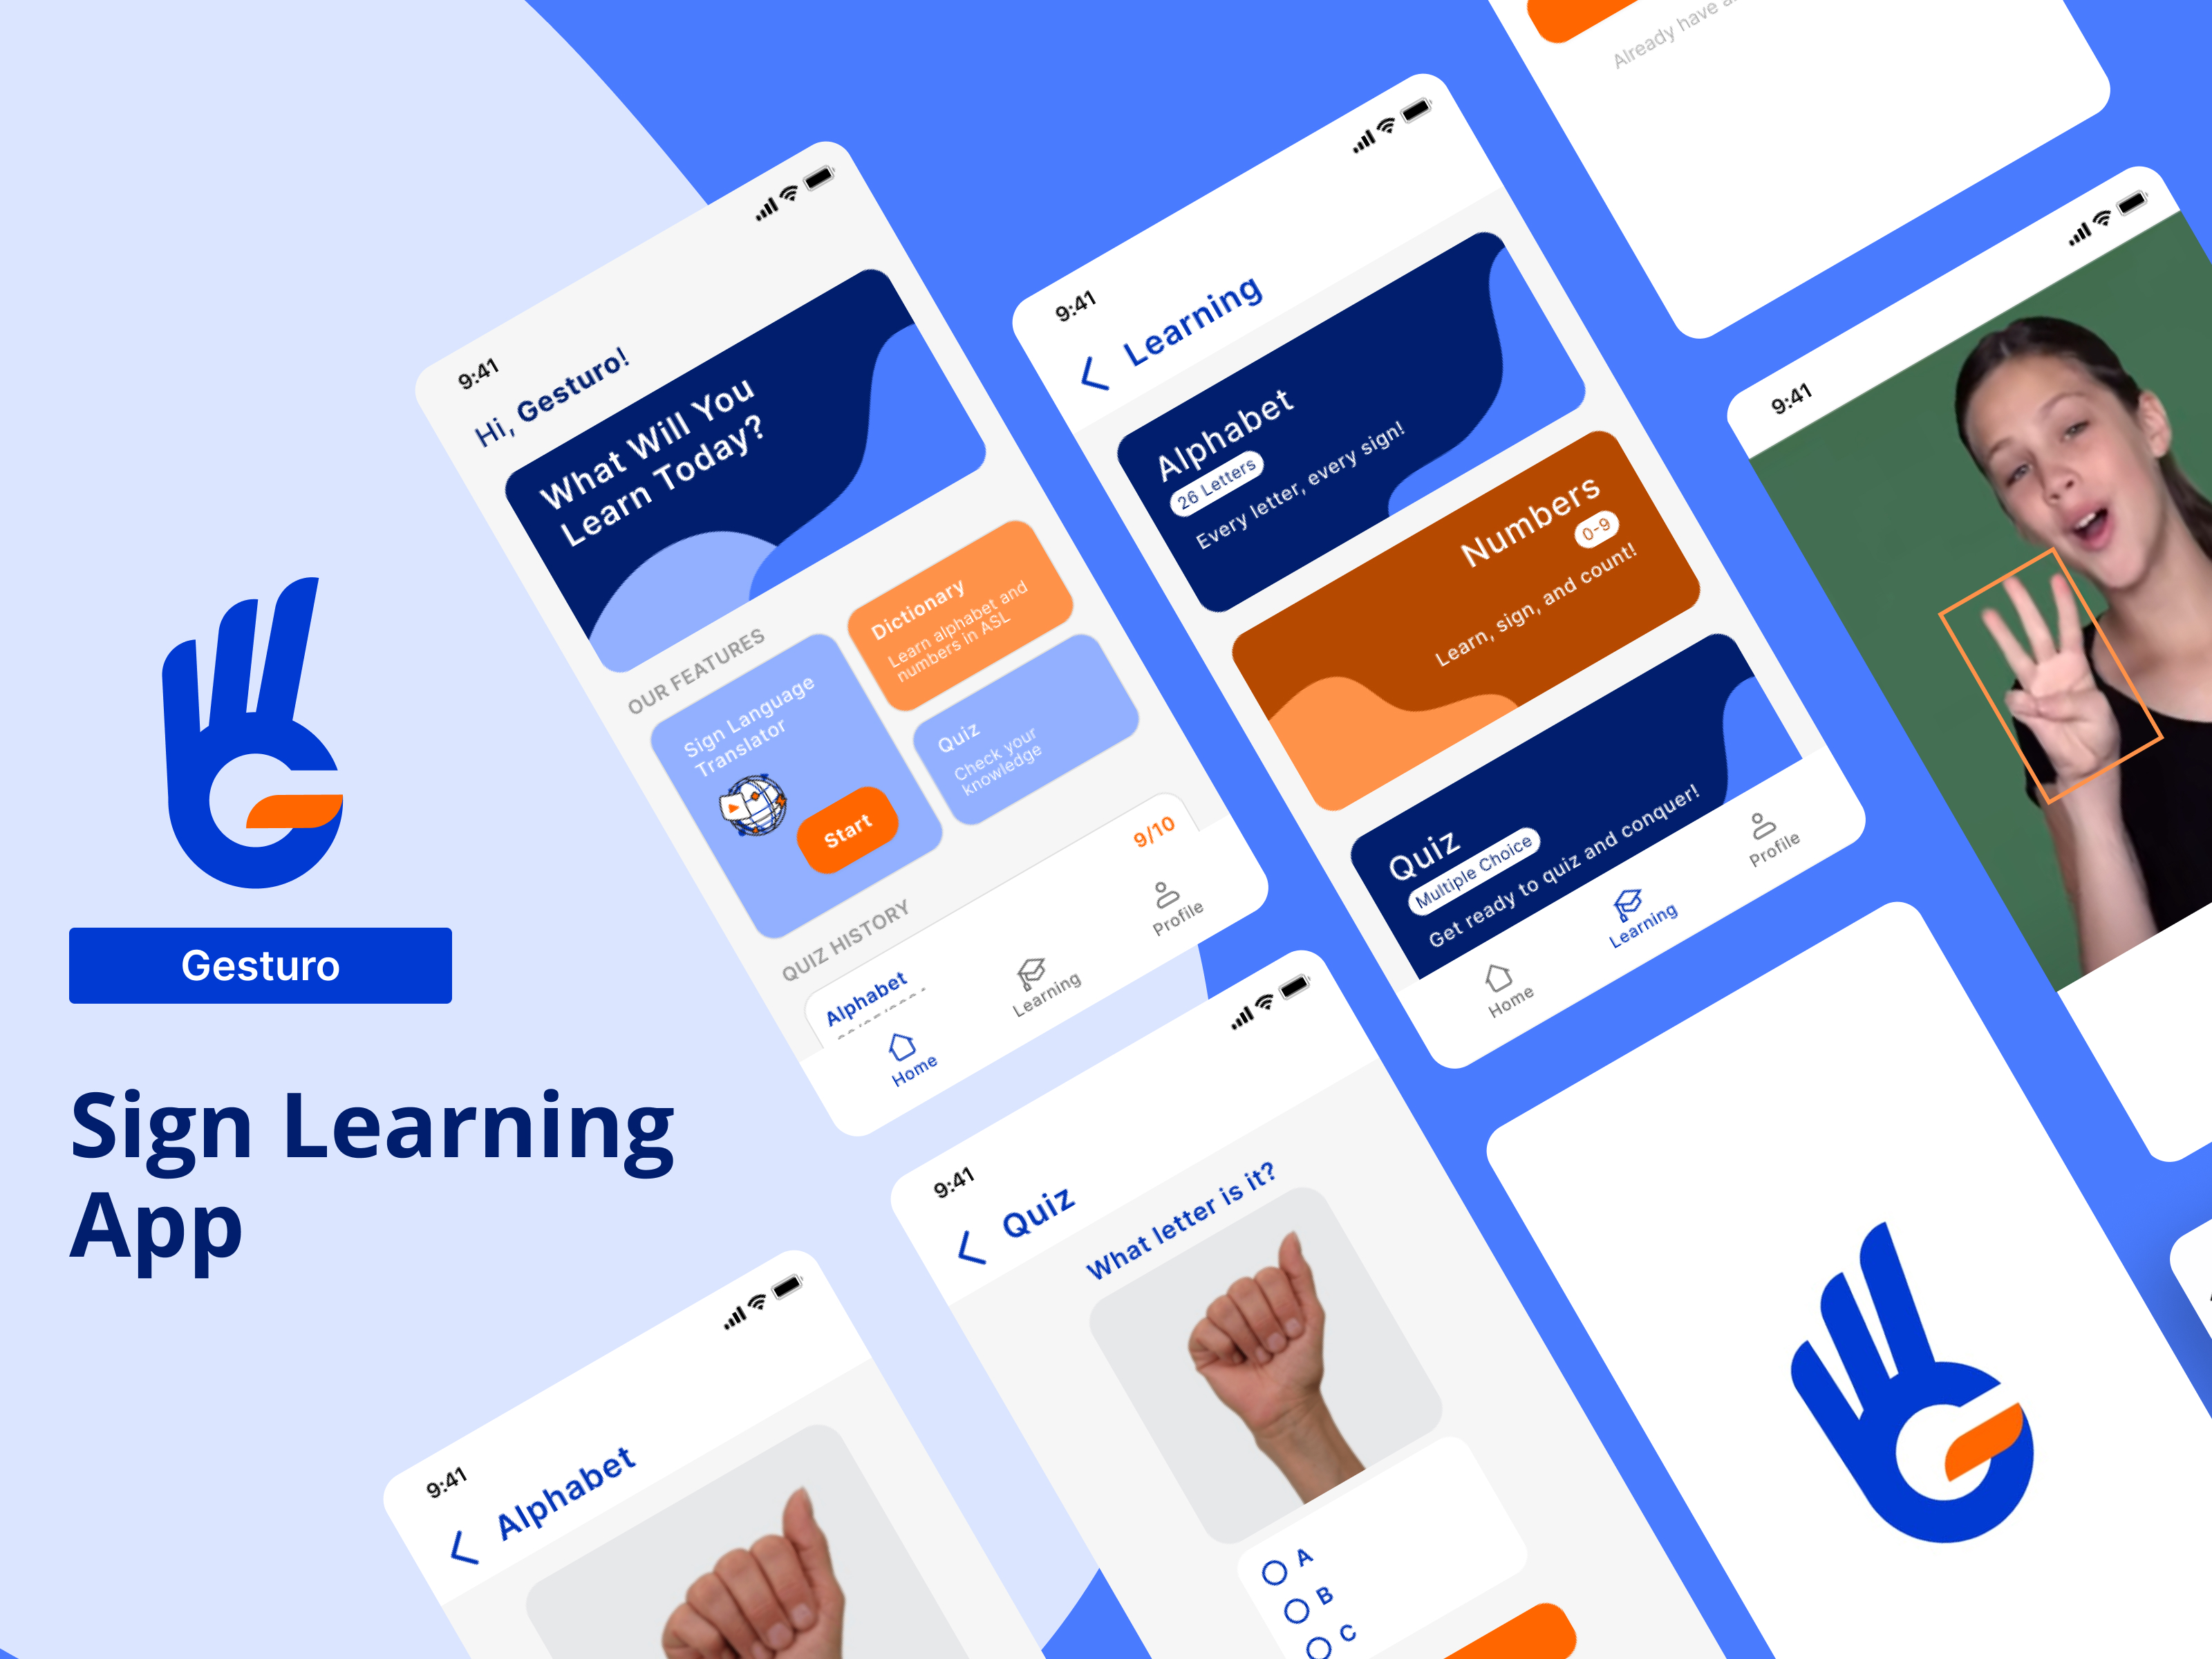 Gesturo
Sign Learning
App
9:41
Hi, Gesturo!
What Will You
Learn Today?
OUR FEATURES
Sign Language
Translator
Start
Dictionary
Learn alphabet and
numbers in ASL
Quiz
Check your
knowledge
QUIZ HISTORY
Alphabet
9/10
Home
Learning
Profile
9:41
Learning
Alphabet
26 Letters
Every letter, every sign!
Numbers
0-9
Learn, sign, and count!
Quiz
Multiple Choice
Get ready to quiz and conquer!
Home
Learning
Profile
Already have
9:41
9:41
Quiz
What letter is it?
A
B
C
9:41
Alphabet